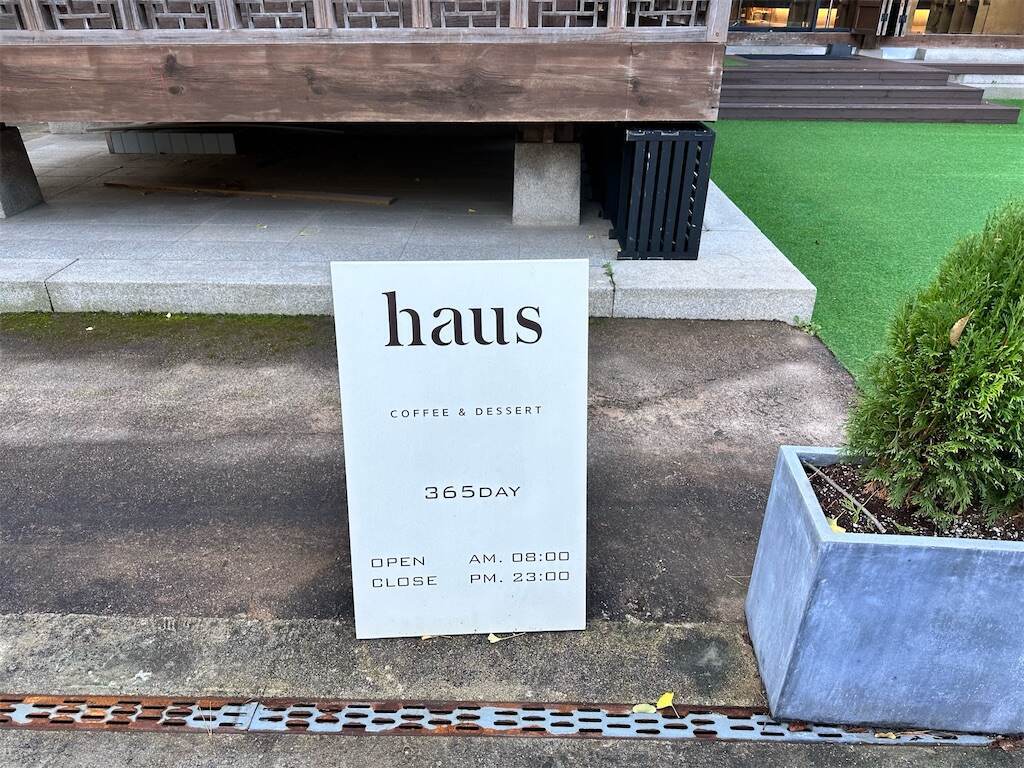 haus
COFFEE & DESSERT
365DAY
OPEN AM. 08:00
CLOSE PM. 23:00